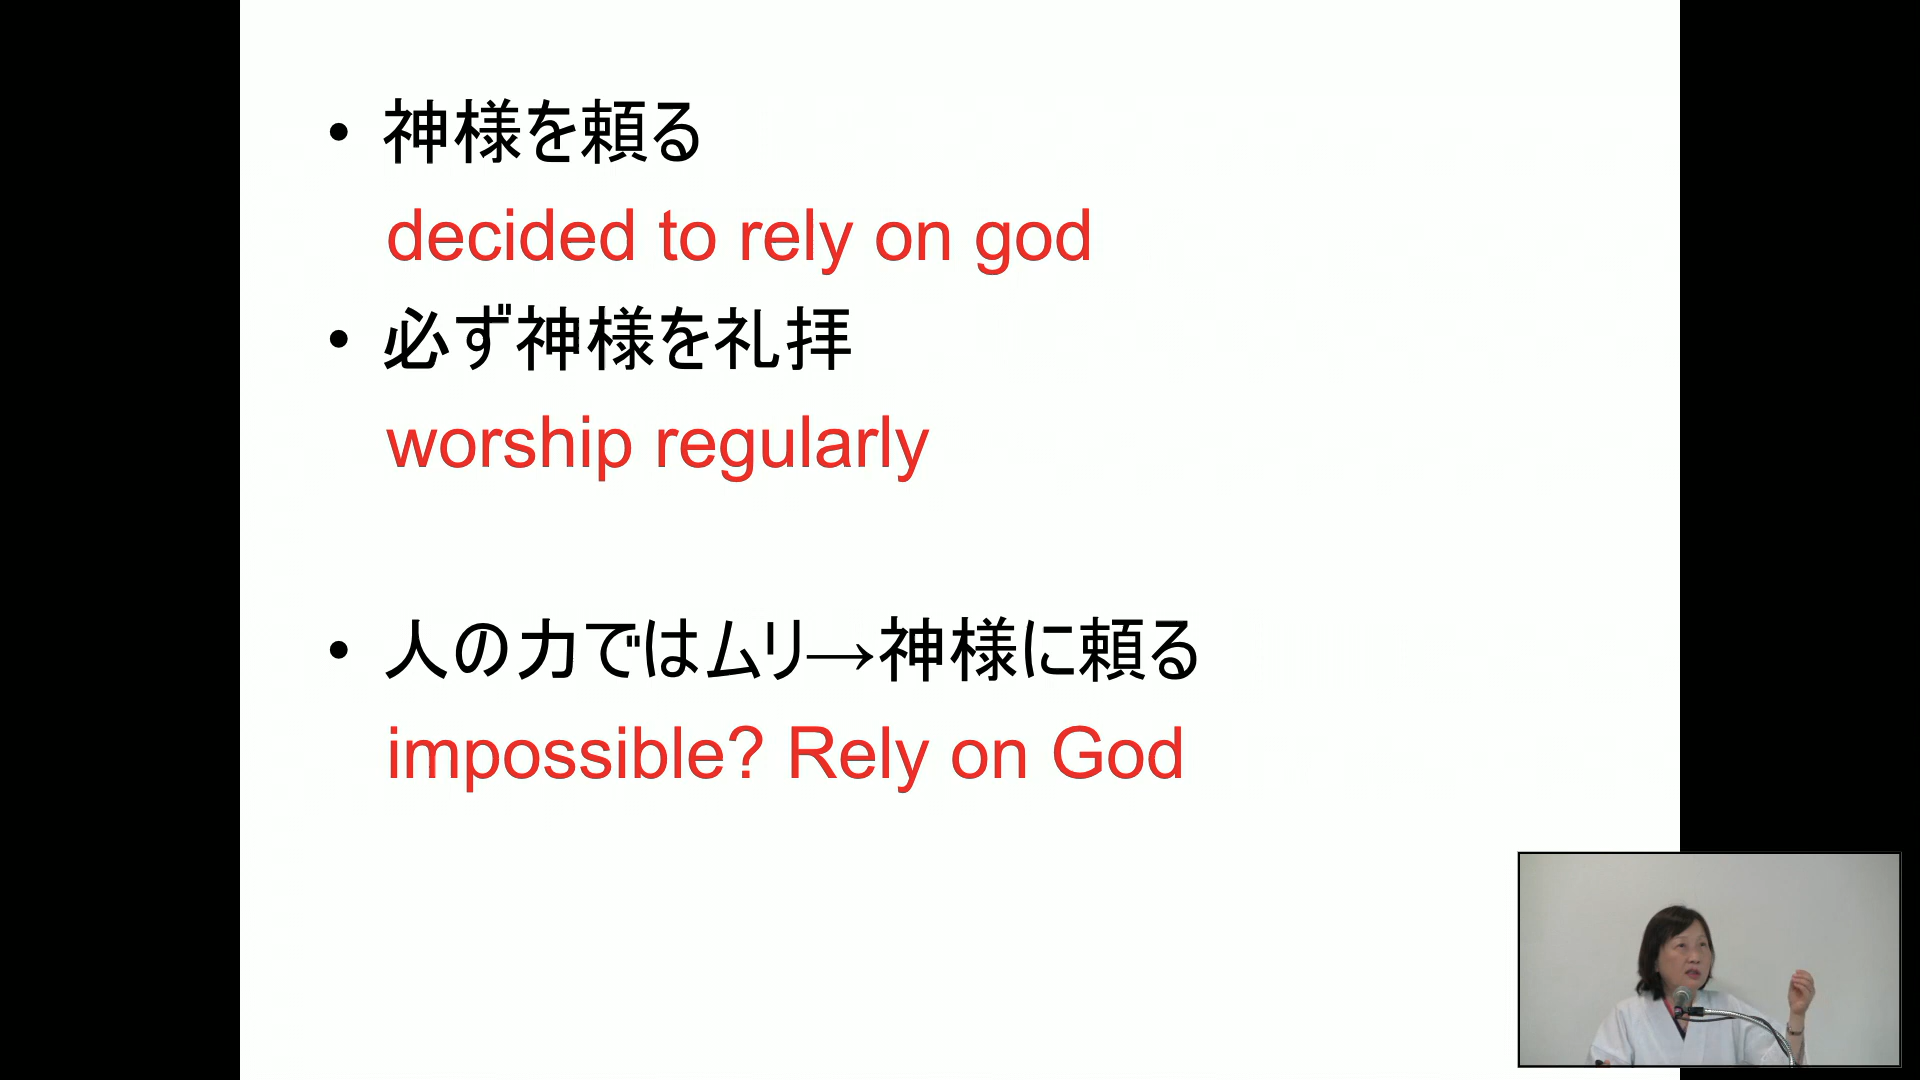 • 神様を頼る
decided to rely on god
• 必ず神様を礼拝
worship regularly
• 人の力ではムリ→神様に頼る
impossible? Rely on God